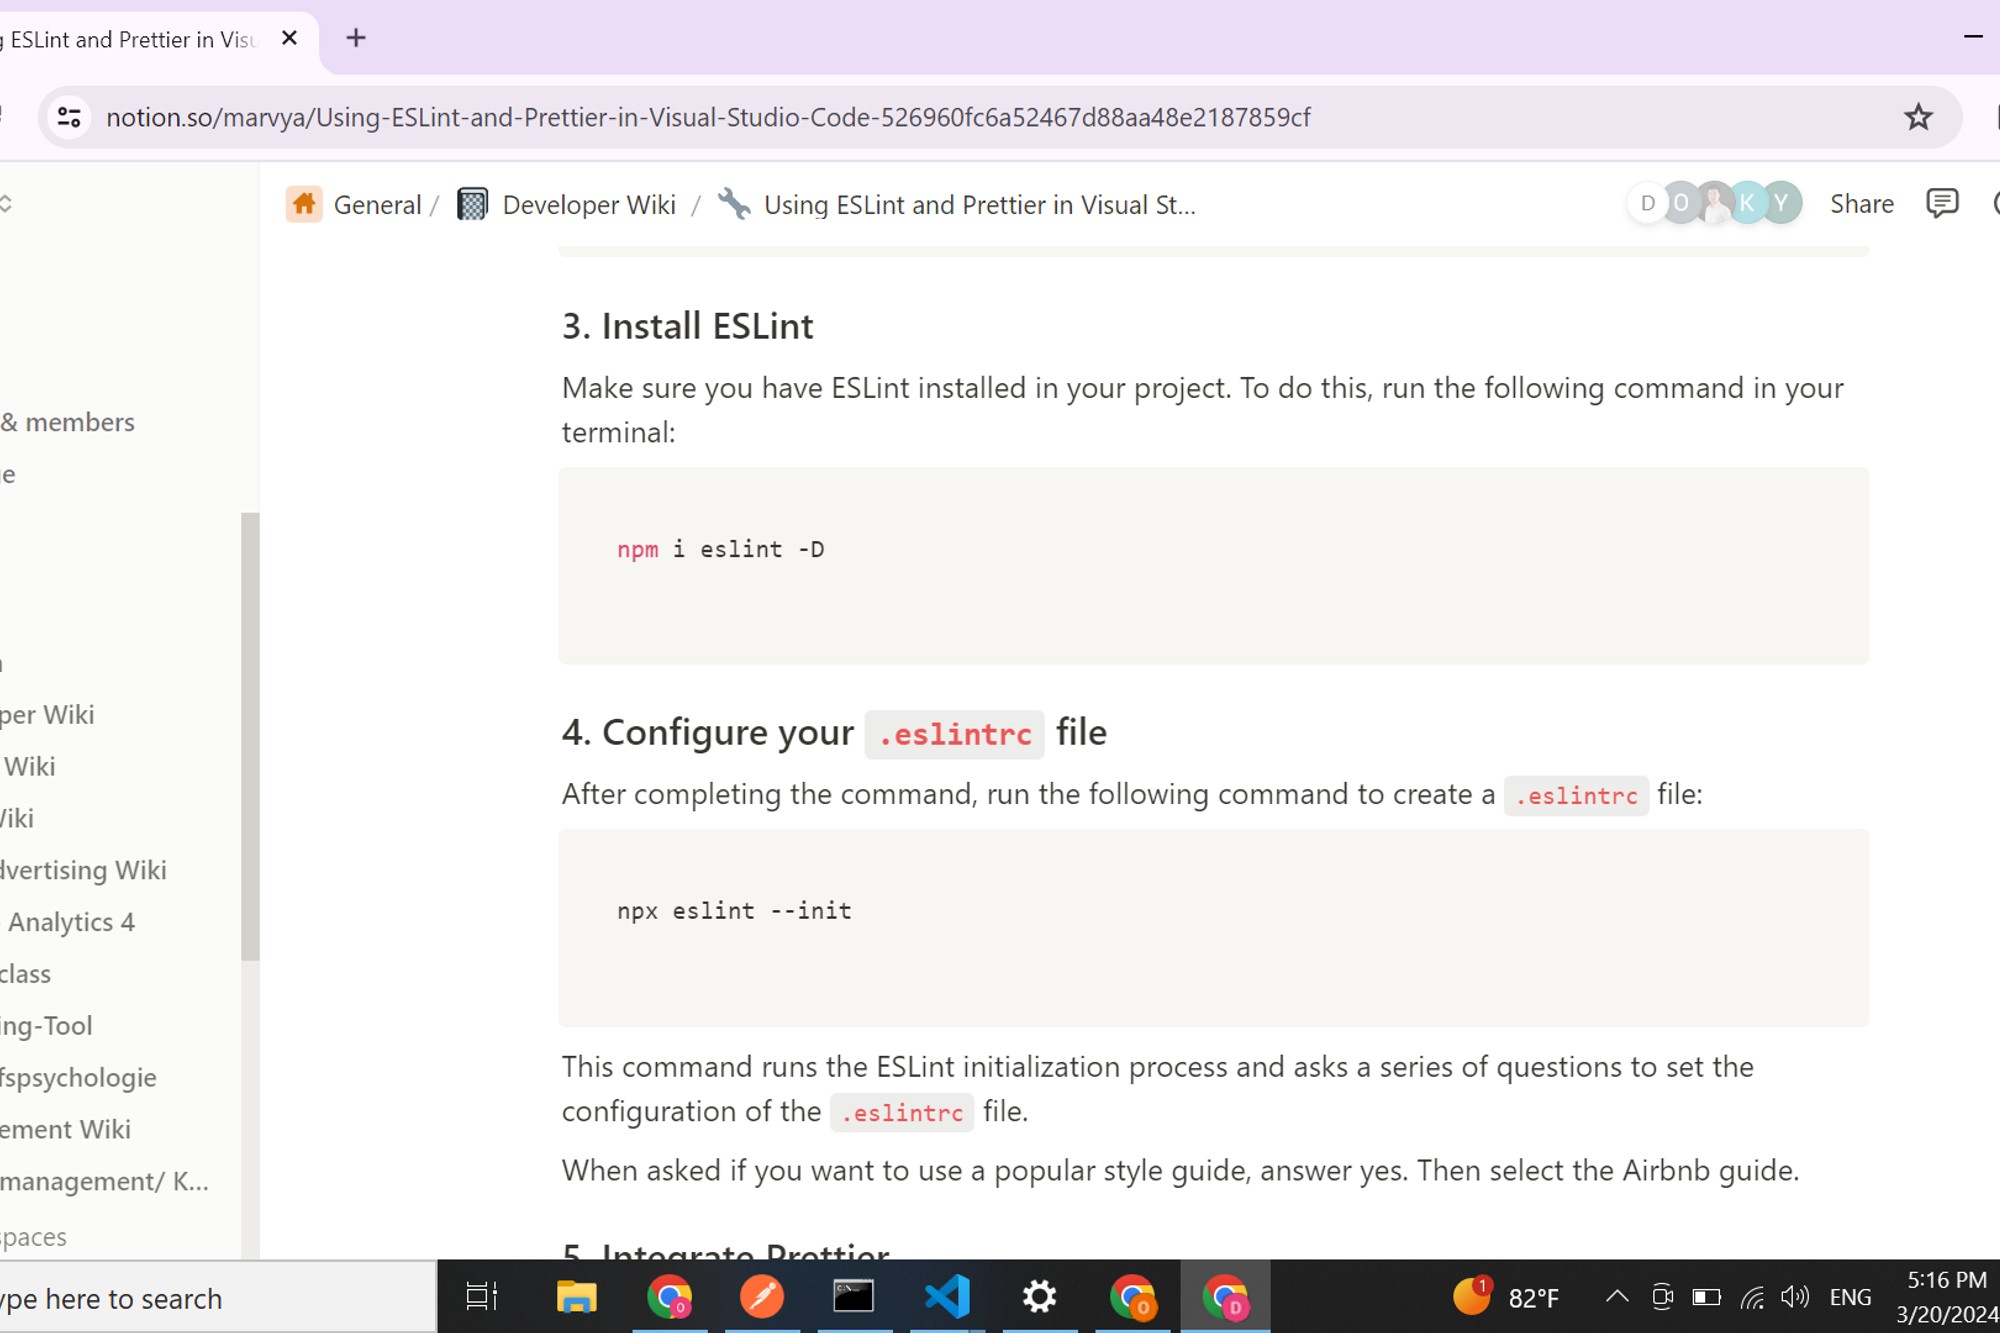 ESLint and Prettier in Visu
notion.so/marvya/Using-ESLint-and-Prettier-in-Visual-Studio-Code-526960fc6a52467d88aa48e2187859cf
General / Developer Wiki / Using ESLint and Prettier in Visual St...
D O K Y Share
3. Install ESLint
Make sure you have ESLint installed in your project. To do this, run the following command in your
terminal:
npm i eslint -D
4. Configure your .eslintrc file
After completing the command, run the following command to create a .eslintrc file:
npx eslint --init
This command runs the ESLint initialization process and asks a series of questions to set the
configuration of the .eslintrc file.
When asked if you want to use a popular style guide, answer yes. Then select the Airbnb guide.
5. Integrate Prettier
& members
e
per Wiki
Wiki
Wiki
dvertising Wiki
Analytics 4
class
ing-Tool
fspsychologie
ement Wiki
management/ K...
spaces
ype here to search
O
O
D
1
82°F
ENG
5:16 PM
3/20/2024